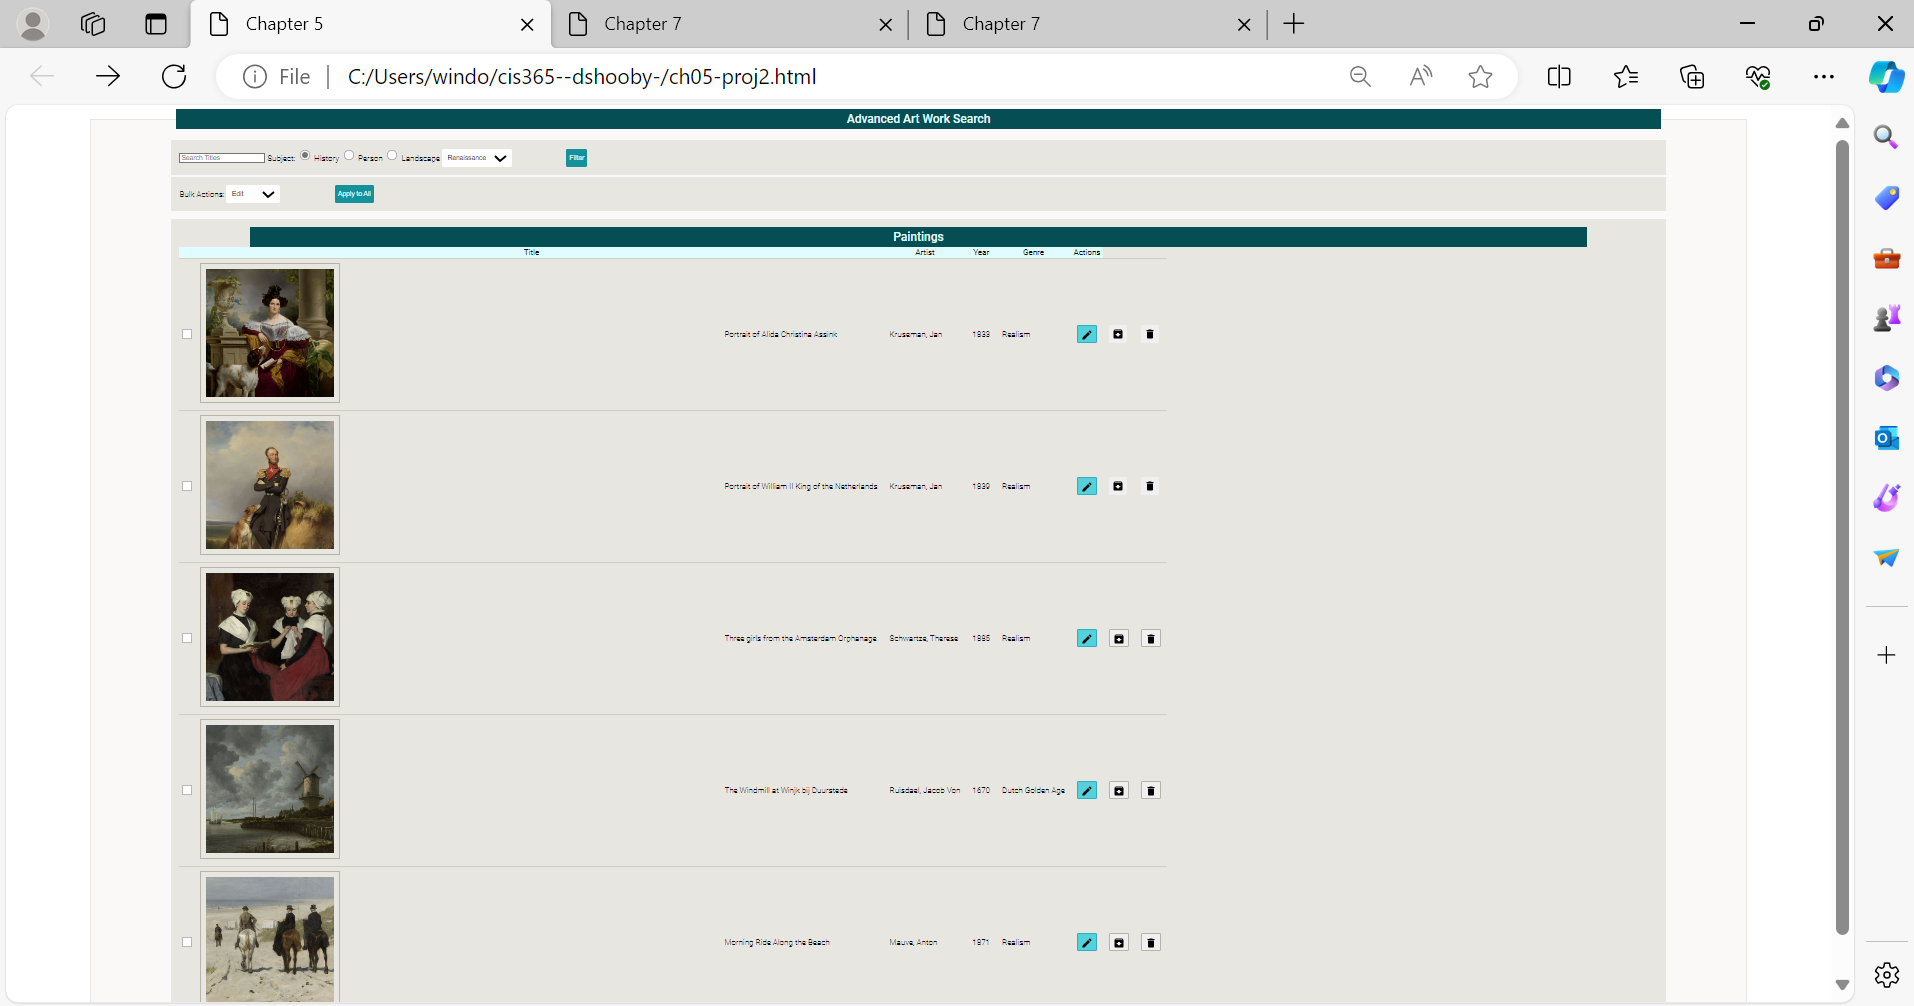 Chapter 5
Chapter 7
Chapter 7
File
C:/Users/windo/cis365--dshooby-/ch05-proj2.html
Advanced Art Work Search
Search Titles Subject: History Person Landscape Renaissance Filter
Bulk Actions: Edit Apply to All
Paintings
Title Artist Year Genre Actions
Portrait of Alida Christina Assink Kruseman, Jan 1833 Realism
Portrait of William II King of the Netherlands Kruseman, Jan 1839 Realism
Three girls from the Amsterdam Orphanage Schwartze, Therese 1885 Realism
The Windmill at Winjk bij Duurstede Ruisdael, Jacob Von 1670 Dutch Golden Age
Morning Ride Along the Beach Mauve, Anton 1871 Realism